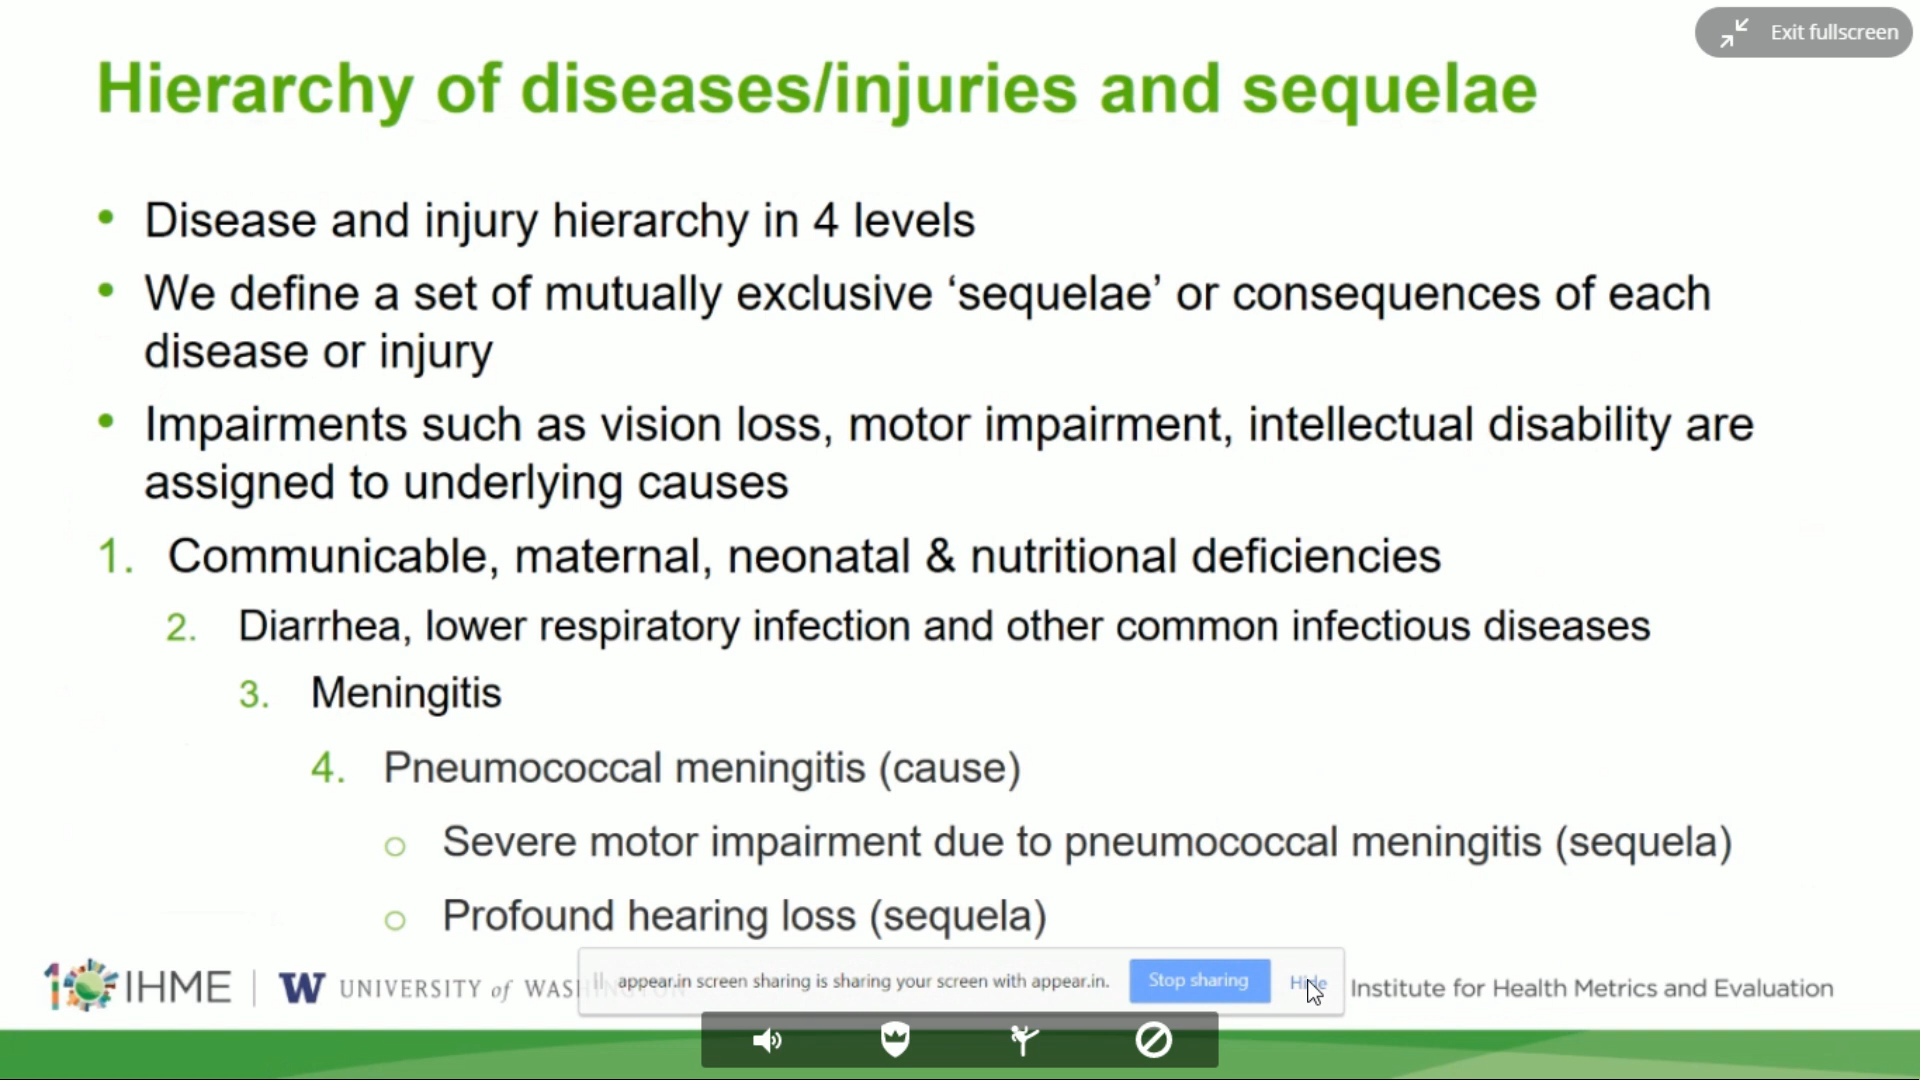 Exit fullscreen
Hierarchy of diseases/injuries and sequelae
• Disease and injury hierarchy in 4 levels
• We define a set of mutually exclusive ‘sequelae’ or consequences of each
disease or injury
• Impairments such as vision loss, motor impairment, intellectual disability are
assigned to underlying causes
1. Communicable, maternal, neonatal & nutritional deficiencies
2. Diarrhea, lower respiratory infection and other common infectious diseases
3. Meningitis
4. Pneumococcal meningitis (cause)
○ Severe motor impairment due to pneumococcal meningitis (sequela)
○ Profound hearing loss (sequela)
10 IHME
W UNIVERSITY of WASHINGTON
appear.in screen sharing is sharing your screen with appear.in.
Stop sharing
Hide
Institute for Health Metrics and Evaluation